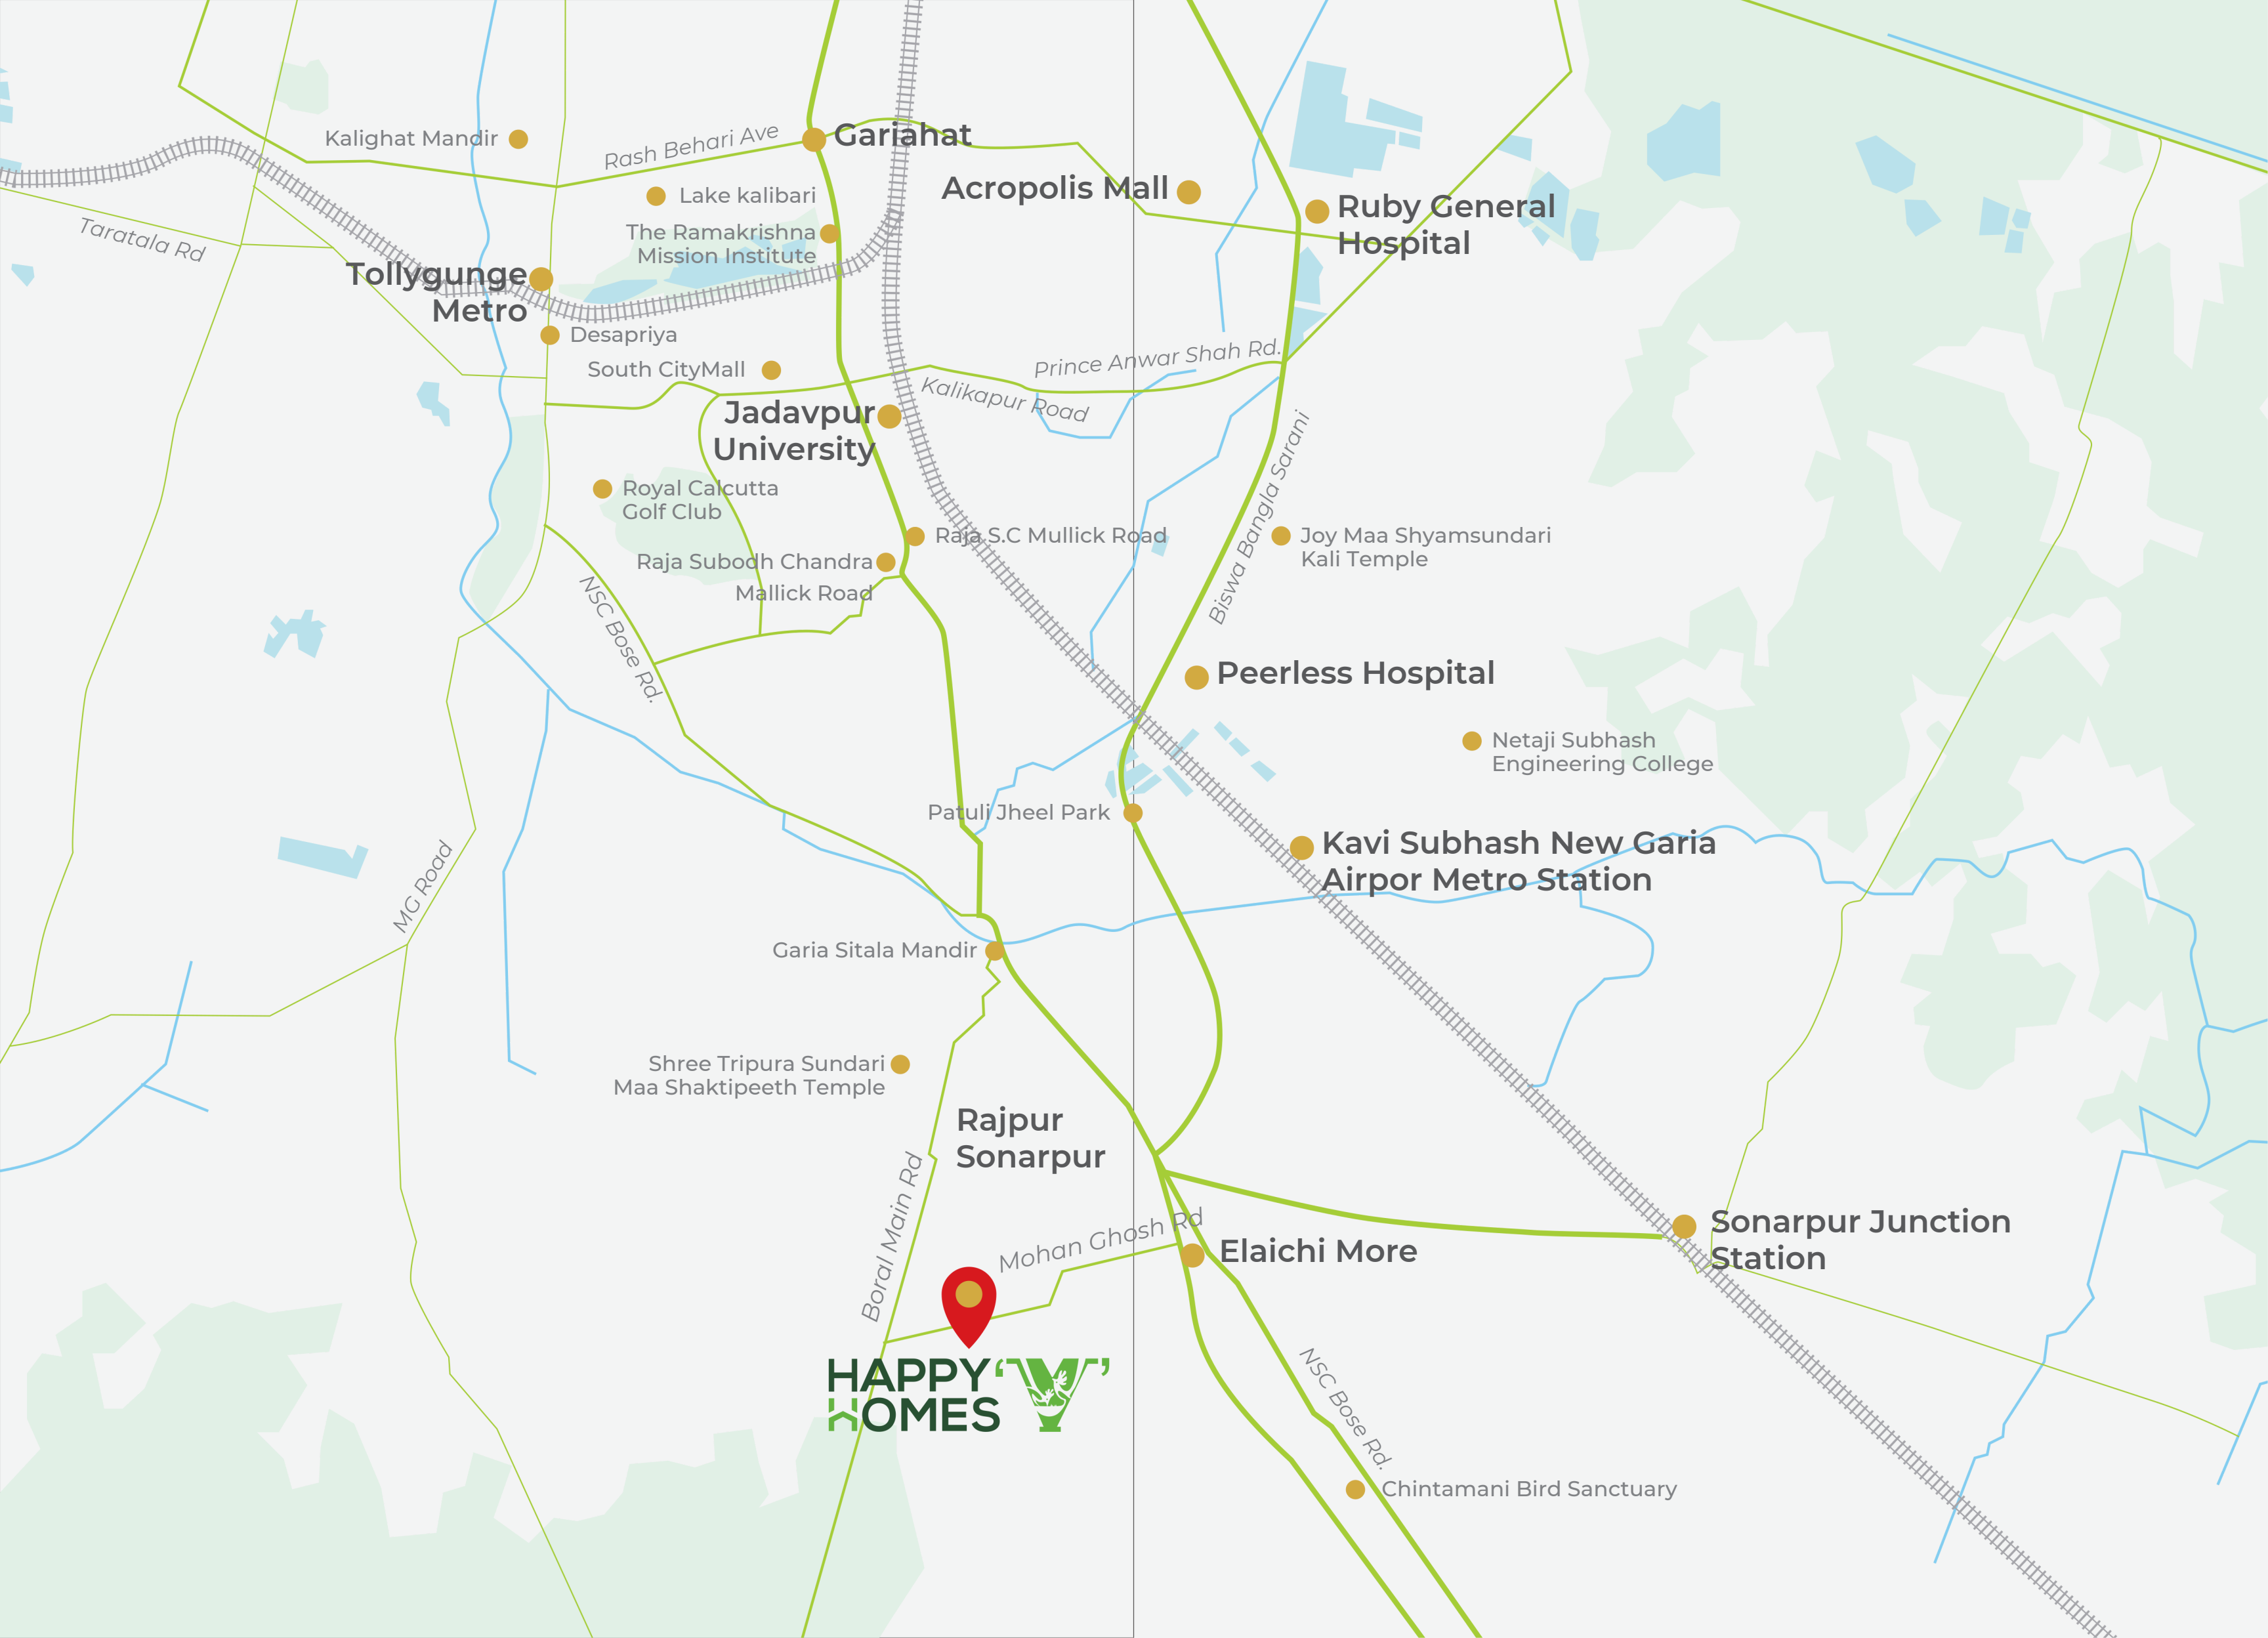 Kalighat Mandir
Rash Behari Ave
Gariahat
Lake kalibari
Acropolis Mall
Ruby General
Hospital
Taratala Rd
The Ramakrishna
Mission Institute
Tollygunge
Metro
Desapriya
South CityMall
Prince Anwar Shah Rd.
Kalikapur Road
Jadavpur
University
Biswa Bangla Sarani
Royal Calcutta
Golf Club
Raja S.C Mullick Road
Joy Maa Shyamsundari
Kali Temple
Raja Subodh Chandra
Mallick Road
NSC Bose Rd.
Peerless Hospital
Netaji Subhash
Engineering College
Patuli Jheel Park
Kavi Subhash New Garia
Airpor Metro Station
MG Road
Garia Sitala Mandir
Shree Tripura Sundari
Maa Shaktipeeth Temple
Rajpur
Sonarpur
Boral Main Rd
Mohan Ghosh Rd
Elaichi More
Sonarpur Junction
Station
HAPPY
HOMES ‘V’
NSC Bose Rd.
Chintamani Bird Sanctuary